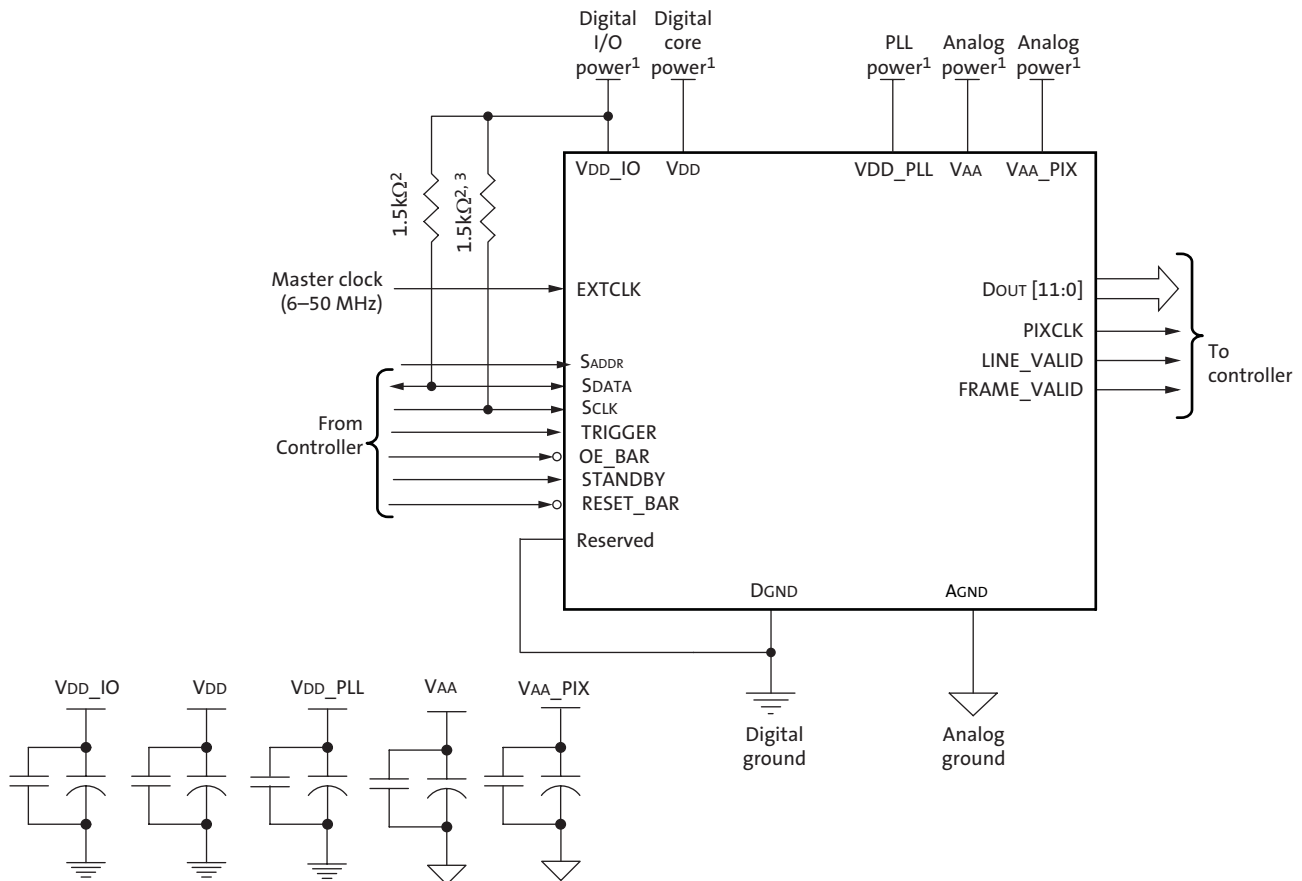 Digital
I/O
power1
Digital
core
power1
PLL
power1
Analog
power1
Analog
power1
VDD_IO
VDD
VDD_PLL
VAA
VAA_PIX
1.5kΩ2
1.5kΩ2, 3
Master clock
(6–50 MHz)
EXTCLK
DOUT [11:0]
PIXCLK
LINE_VALID
FRAME_VALID
To
controller
SADDR
SDATA
SCLK
TRIGGER
OE_BAR
STANDBY
RESET_BAR
From
Controller
Reserved
DGND
AGND
Digital
ground
Analog
ground
VDD_IO
VDD
VDD_PLL
VAA
VAA_PIX